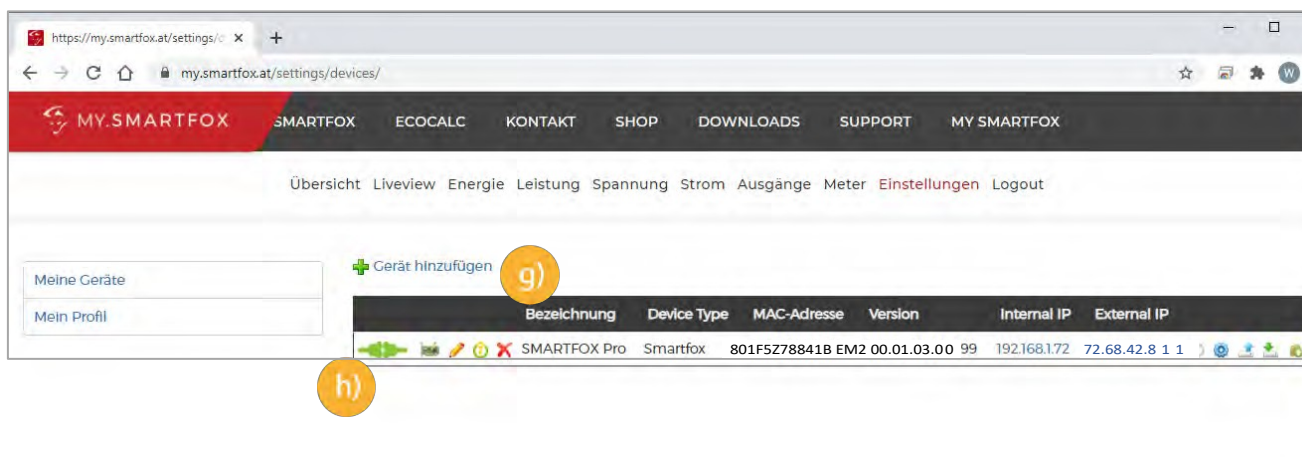 https://my.smartfox.at/settings/
my.smartfox.at/settings/devices/
W
MY.SMARTFOX SMARTFOX ECOCALC KONTAKT SHOP DOWNLOADS SUPPORT MY SMARTFOX
Übersicht Liveview Energie Leistung Spannung Strom Ausgänge Meter Einstellungen Logout
Gerät hinzufügen
g)
Meine Geräte
Mein Profil
Bezeichnung Device Type MAC-Adresse Version Internal IP External IP
SMARTFOX Pro Smartfox 801F5Z78841B EM2 00.01.03.00 99 192.168.1.72 72.68.42.8 1 1
h)